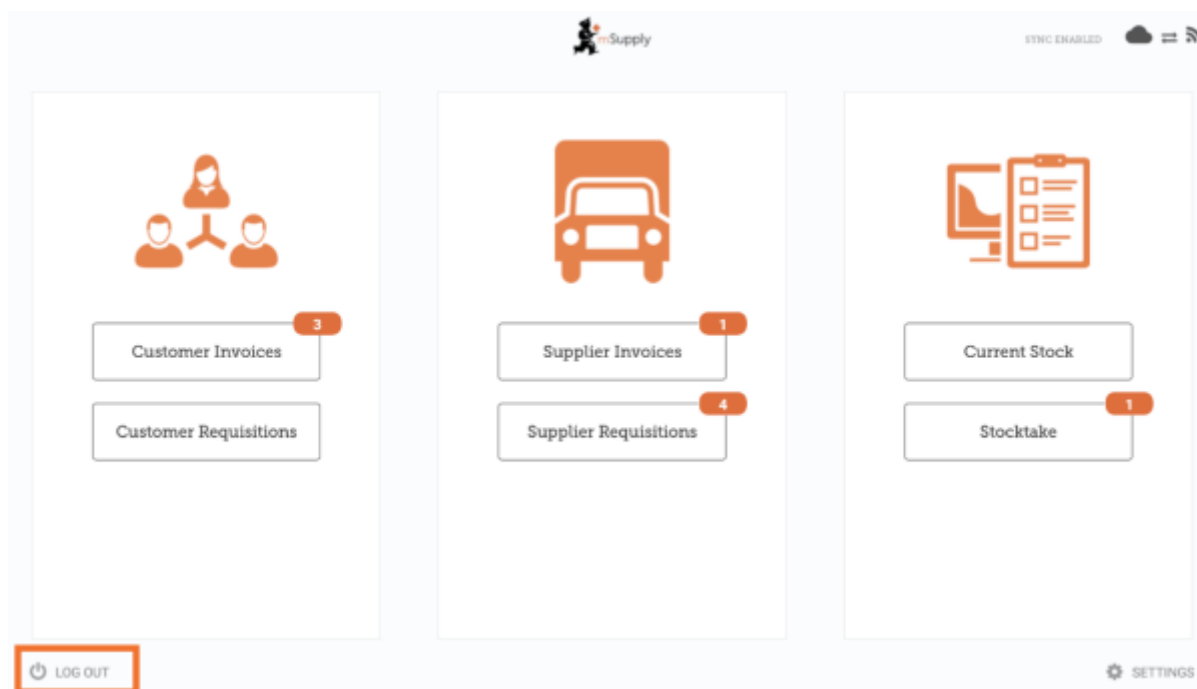 mSupply
SYNC ENABLED
3
Customer Invoices
Customer Requisitions
1
Supplier Invoices
4
Supplier Requisitions
Current Stock
1
Stocktake
LOG OUT
SETTINGS